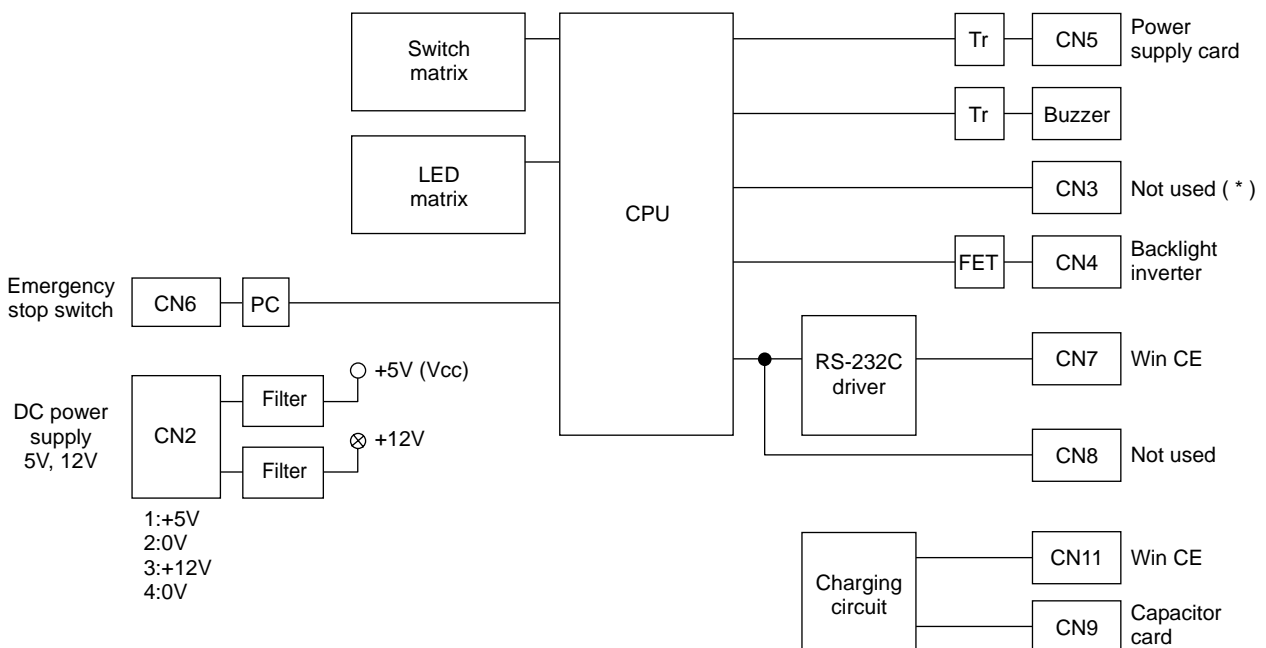 Switch
matrix
LED
matrix
CPU
Tr
CN5
Power
supply card
Tr
Buzzer
CN3
Not used ( * )
FET
CN4
Backlight
inverter
Emergency
stop switch
CN6
PC
RS-232C
driver
CN7
Win CE
CN8
Not used
DC power
supply
5V, 12V
CN2
Filter
+5V (Vcc)
Filter
+12V
1:+5V
2:0V
3:+12V
4:0V
Charging
circuit
CN11
Win CE
CN9
Capacitor
card